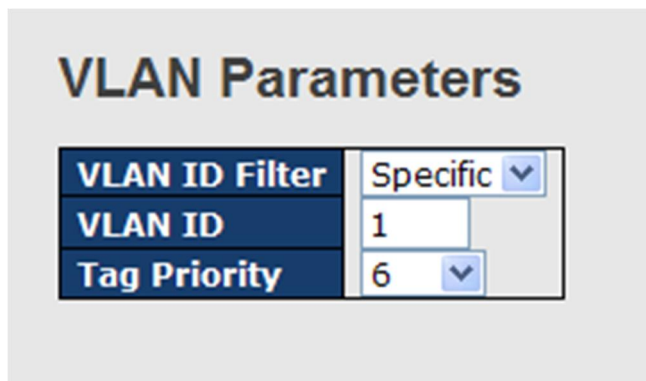 VLAN Parameters
VLAN ID Filter Specific
VLAN ID 1
Tag Priority 6